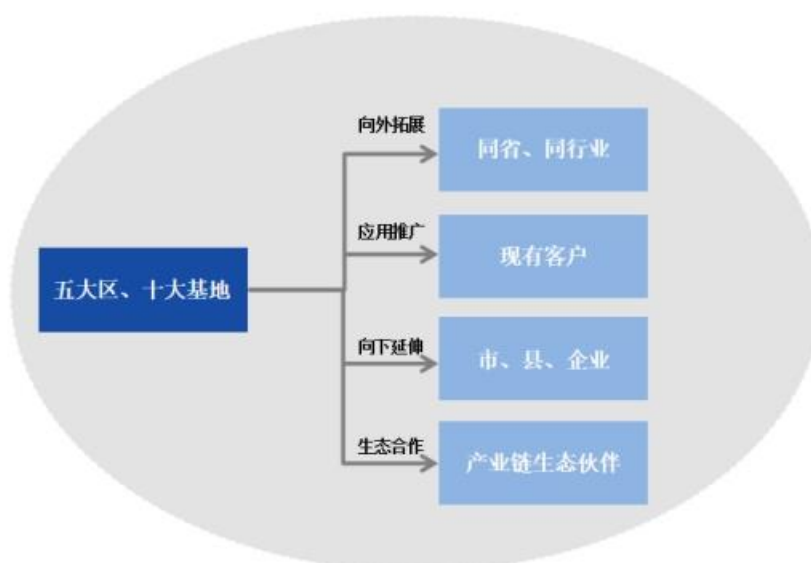 向外拓展
同省、同行业
应用推广
现有客户
五大区、十大基地
向下延伸
市、县、企业
生态合作
产业链生态伙伴